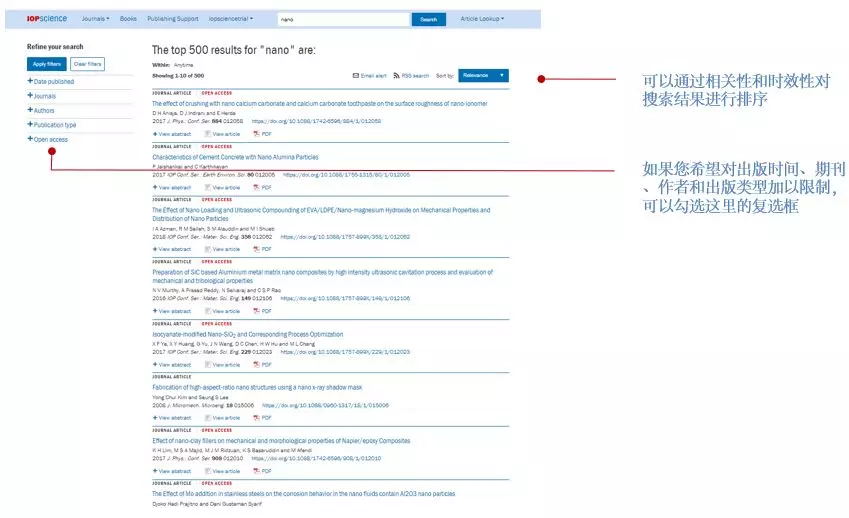 IOPSCIENCE Journals Books Publishing Support iopsciencetrial nano Search Article Lookup
Refine your search
Apply filters Clear filters
+ Date published
+ Journals
+ Authors
+ Publication type
+ Open access
The top 500 results for "nano" are:
Within: Anytime
Showing 1-10 of 500 Email alert RSS search Sort by: Relevance
JOURNAL ARTICLE OPEN ACCESS
The effect of brushing with nano calcium carbonate and calcium carbonate toothpaste on the surface roughness of nano-ionomer
D H Anisja, D J Indrani and E Herda
2017 J. Phys.: Conf. Ser. 884 012058 https://doi.org/10.1088/1742-6596/884/1/012058
+ View abstract View article PDF
JOURNAL ARTICLE OPEN ACCESS
Characteristics of Cement Concrete with Nano Alumina Particles
P Jaishankar and C Karthikeyan
2017 IOP Conf. Ser.: Earth Environ. Sci. 80 012005 https://doi.org/10.1088/1755-1315/80/1/012005
+ View abstract View article PDF
JOURNAL ARTICLE OPEN ACCESS
The Effect of Nano Loading and Ultrasonic Compounding of EVA/LDPE/Nano-magnesium Hydroxide on Mechanical Properties and
Distribution of Nano Particles
I A Azman, R M Salleh, S M Alauddin and M I Shueb
2018 IOP Conf. Ser.: Mater. Sci. Eng. 358 012062 https://doi.org/10.1088/1757-899X/358/1/012062
+ View abstract View article PDF
JOURNAL ARTICLE OPEN ACCESS
Preparation of SiC based Aluminium metal matrix nano composites by high intensity ultrasonic cavitation process and evaluation of
mechanical and tribological properties
N V Murthy, A Prasad Reddy, N Selvaraj and C S P Rao
2016 IOP Conf. Ser.: Mater. Sci. Eng. 149 012106 https://doi.org/10.1088/1757-899X/149/1/012106
+ View abstract View article PDF
JOURNAL ARTICLE OPEN ACCESS
Isocyanate-modified Nano-SiO2 and Corresponding Process Optimization
X F Ye, X Y Huang, G Yu, J N Wang, D C Chen, H W Hu and M L Chang
2017 IOP Conf. Ser.: Mater. Sci. Eng. 229 012023 https://doi.org/10.1088/1757-899X/229/1/012023
+ View abstract View article PDF
JOURNAL ARTICLE
Fabrication of high-aspect-ratio nano structures using a nano x-ray shadow mask
Yong Chul Kim and Seung S Lee
2008 J. Micromech. Microeng. 18 015006 https://doi.org/10.1088/0960-1317/18/1/015006
+ View abstract View article PDF
JOURNAL ARTICLE OPEN ACCESS
Effect of nano-clay fillers on mechanical and morphological properties of Napier/epoxy Composites
K H Lim, M S A Majid, M J M Ridzuan, K S Basaruddin and M Afendi
2017 J. Phys.: Conf. Ser. 908 012010 https://doi.org/10.1088/1742-6596/908/1/012010
+ View abstract View article PDF
JOURNAL ARTICLE OPEN ACCESS
The Effect of Mo addition in stainless steels on the corrosion behavior in the nano fluids contain Al2O3 nano particles
Djoko Hadi Prajitno and Dani Gustaman Syarif
可以通过相关性和时效性对
搜索结果进行排序
如果您希望对出版时间、期刊
、作者和出版类型加以限制,
可以勾选这里的复选框